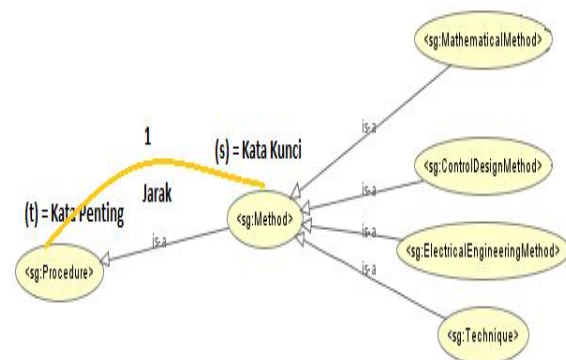 <sg:MathematicalMethod>
is-a
1
(s) = Kata Kunci
<sg:ControlDesignMethod>
is-a
Jarak
(t) = Kata Penting
<sg:Method>
is-a
<sg:ElectricalEngineeringMethod>
is-a
<sg:Procedure>
is-a
<sg:Technique>